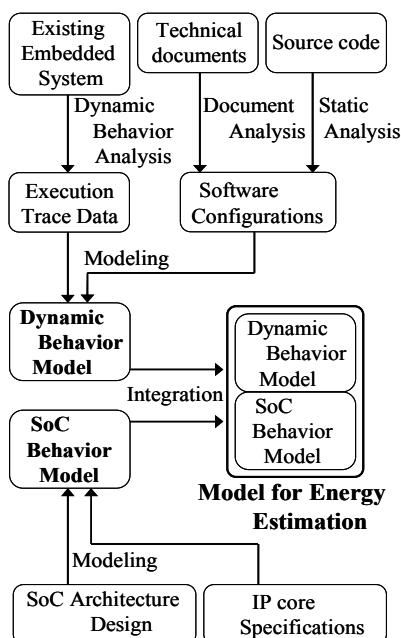 Existing
Embedded
System
Technical
documents
Source code
Dynamic
Behavior
Analysis
Document
Analysis
Static
Analysis
Execution
Trace Data
Software
Configurations
Modeling
Dynamic
Behavior
Model
Integration
SoC
Behavior
Model
Dynamic
Behavior
Model
SoC
Behavior
Model
Model for Energy
Estimation
Modeling
SoC Architecture
Design
IP core
Specifications